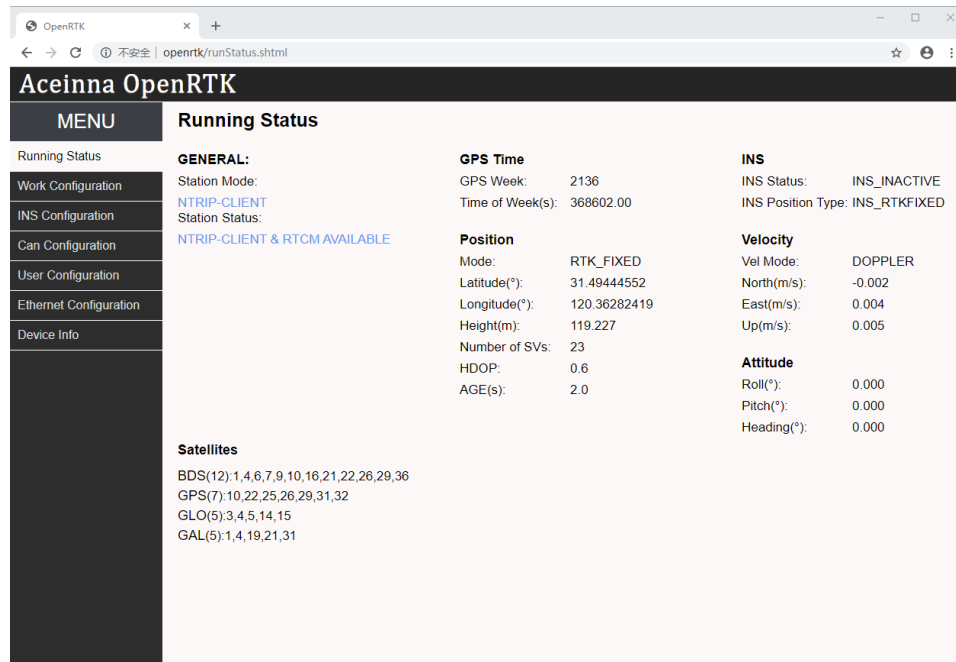 OpenRTK
不安全 | openrtk/runStatus.shtml
Aceinna OpenRTK
MENU
Running Status
Work Configuration
INS Configuration
Can Configuration
User Configuration
Ethernet Configuration
Device Info
Running Status
GENERAL:
Station Mode:
NTRIP-CLIENT
Station Status:
NTRIP-CLIENT & RTCM AVAILABLE
GPS Time
GPS Week: 2136
Time of Week(s): 368602.00
Position
Mode: RTK_FIXED
Latitude(°): 31.49444552
Longitude(°): 120.36282419
Height(m): 119.227
Number of SVs: 23
HDOP: 0.6
AGE(s): 2.0
INS
INS Status: INS_INACTIVE
INS Position Type: INS_RTKFIXED
Velocity
Vel Mode: DOPPLER
North(m/s): -0.002
East(m/s): 0.004
Up(m/s): 0.005
Attitude
Roll(°): 0.000
Pitch(°): 0.000
Heading(°): 0.000
Satellites
BDS(12):1,4,6,7,9,10,16,21,22,26,29,36
GPS(7):10,22,25,26,29,31,32
GLO(5):3,4,5,14,15
GAL(5):1,4,19,21,31